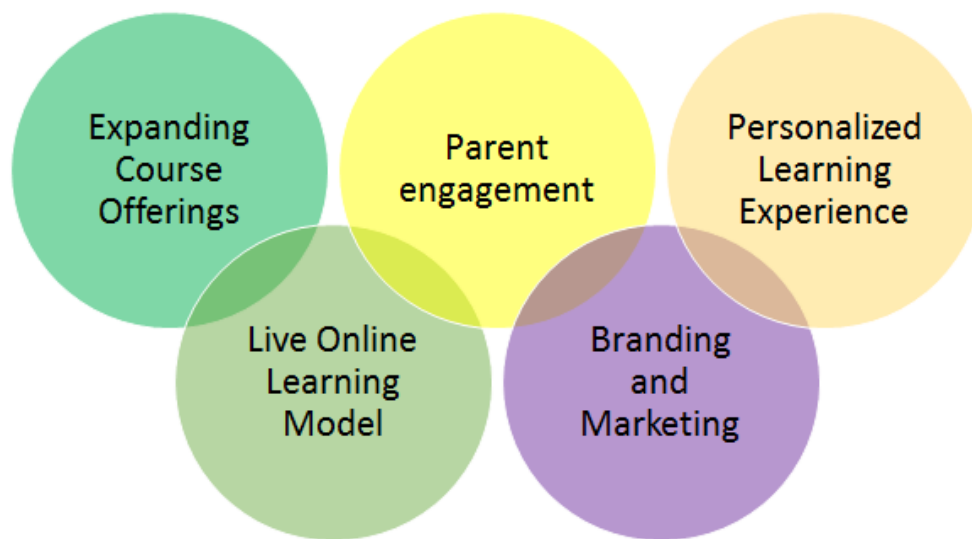 Expanding
Course
Offerings
Parent
engagement
Personalized
Learning
Experience
Live Online
Learning
Model
Branding
and
Marketing